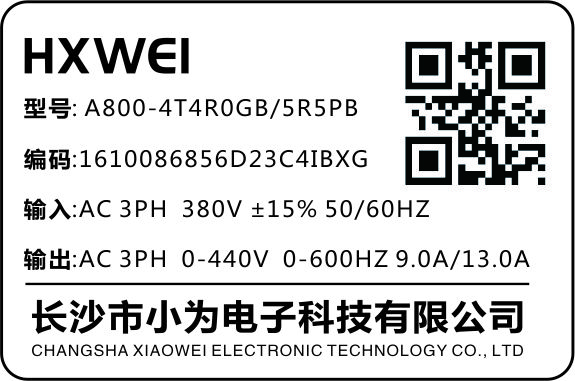 HXWEI
型号: A800-4T4R0GB/5R5PB
编码:1610086856D23C4IBXG
输入:AC 3PH 380V ±15% 50/60HZ
输出:AC 3PH 0-440V 0-600HZ 9.0A/13.0A
长沙市小为电子科技有限公司
CHANGSHA XIAOWEI ELECTRONIC TECHNOLOGY CO., LTD